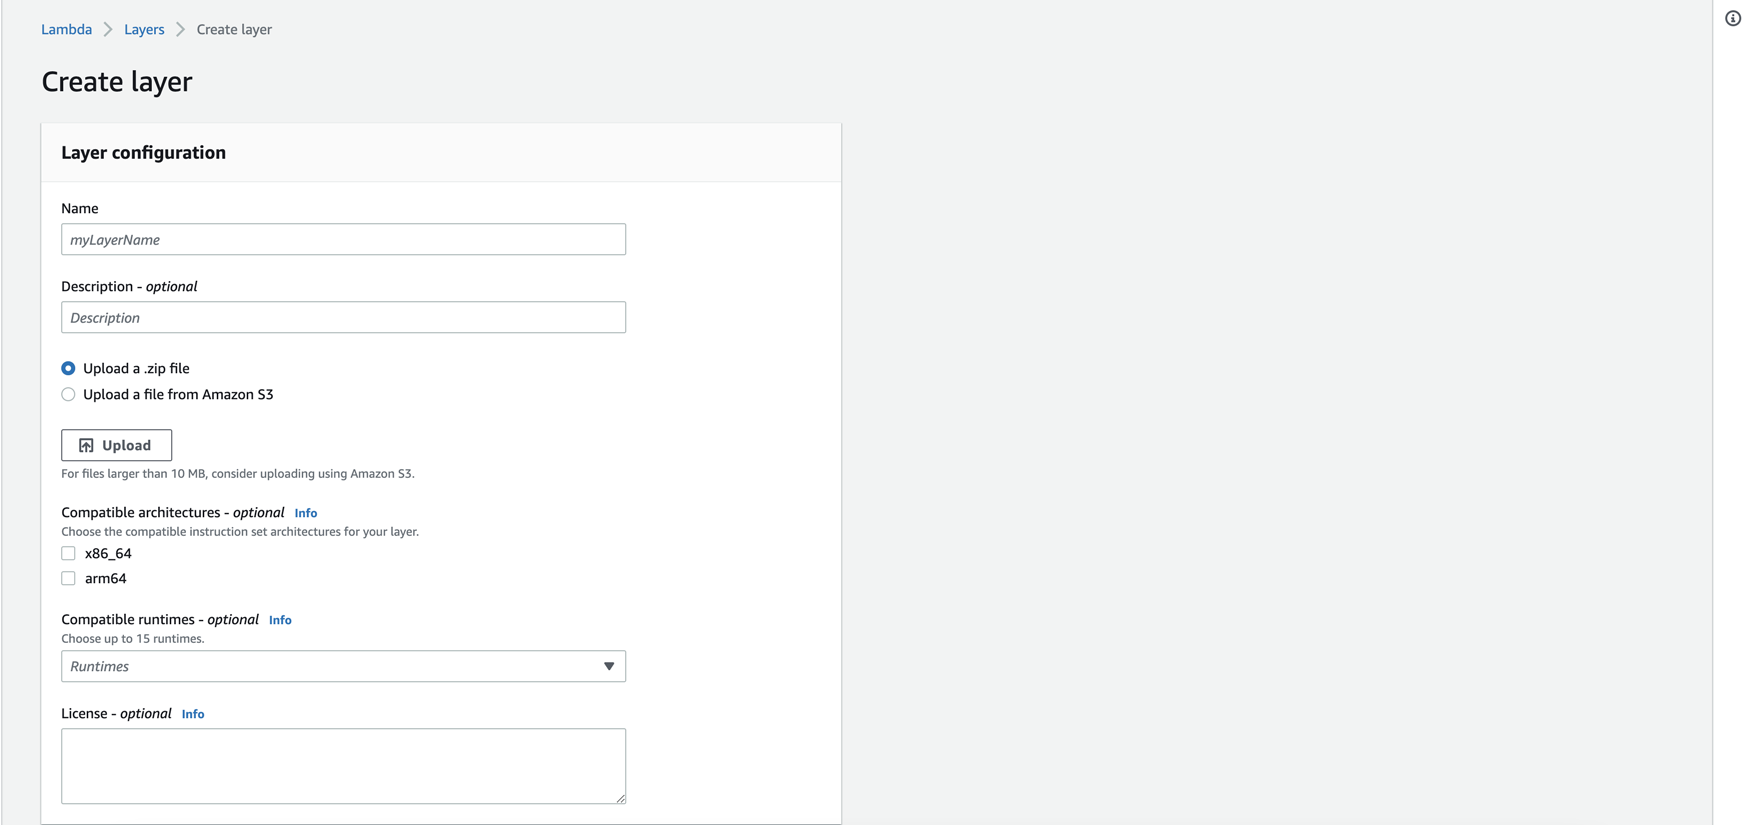 Lambda > Layers > Create layer
Create layer
Layer configuration
Name
myLayerName
Description - optional
Description
Upload a .zip file
Upload a file from Amazon S3
Upload
For files larger than 10 MB, consider uploading using Amazon S3.
Compatible architectures - optional Info
Choose the compatible instruction set architectures for your layer.
x86_64
arm64
Compatible runtimes - optional Info
Choose up to 15 runtimes.
Runtimes
License - optional Info